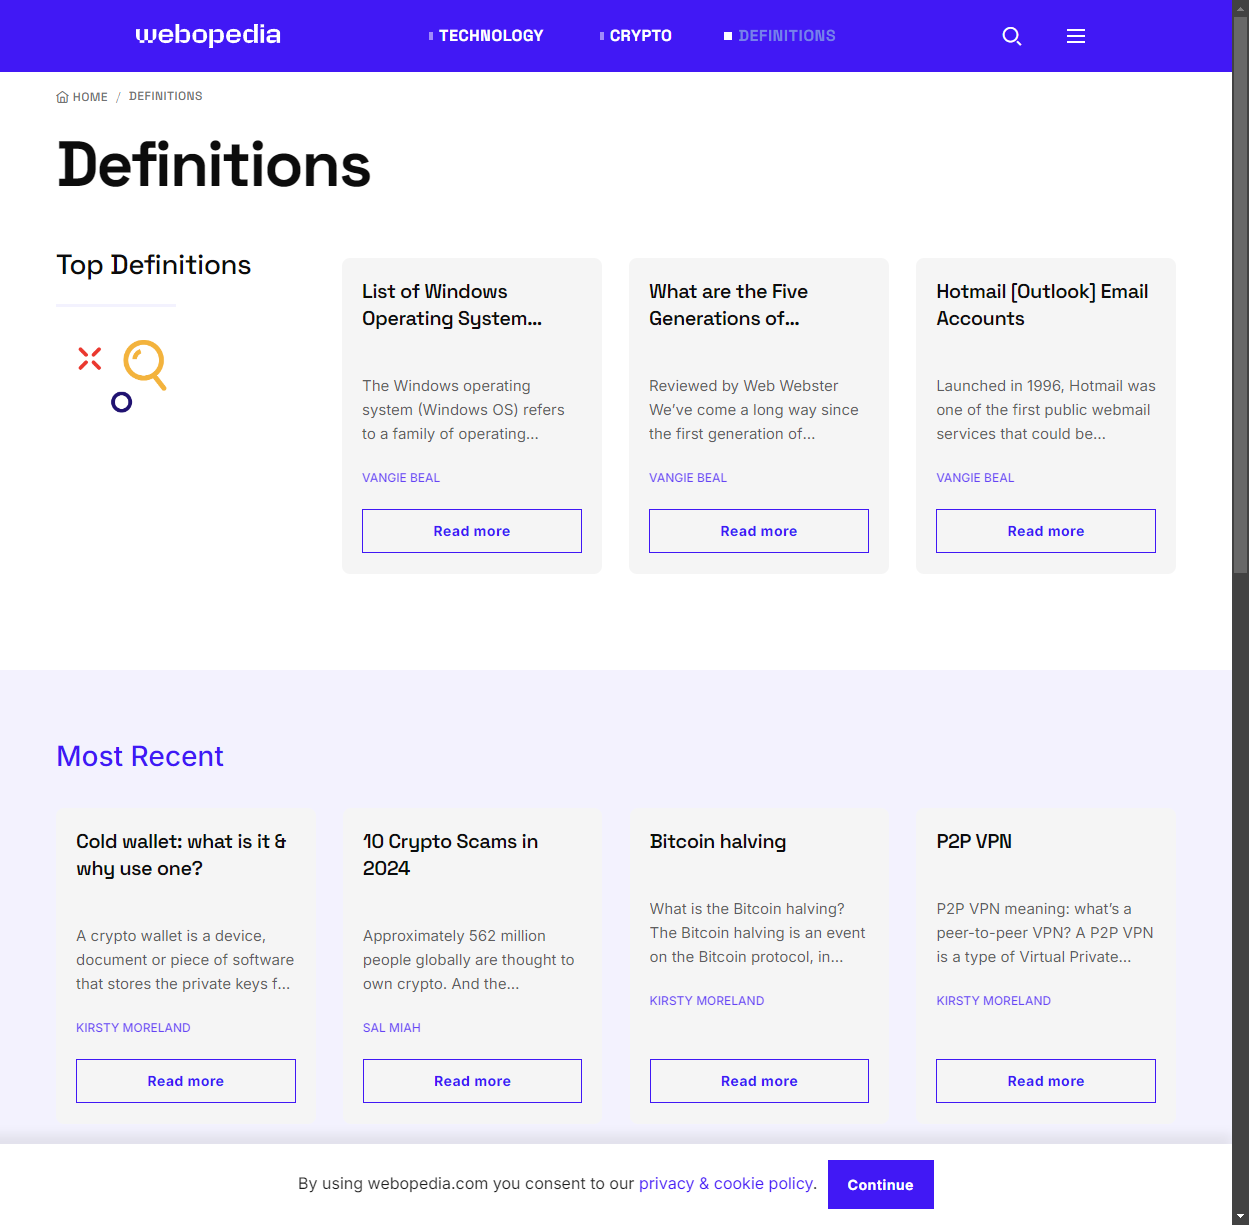 webopedia
TECHNOLOGY
CRYPTO
DEFINITIONS
HOME / DEFINITIONS
Definitions
Top Definitions
List of Windows
Operating System...
The Windows operating
system (Windows OS) refers
to a family of operating...
VANGIE BEAL
Read more
What are the Five
Generations of...
Reviewed by Web Webster
We’ve come a long way since
the first generation of...
VANGIE BEAL
Read more
Hotmail [Outlook] Email
Accounts
Launched in 1996, Hotmail was
one of the first public webmail
services that could be...
VANGIE BEAL
Read more
Most Recent
Cold wallet: what is it &
why use one?
A crypto wallet is a device,
document or piece of software
that stores the private keys f...
KIRSTY MORELAND
Read more
10 Crypto Scams in
2024
Approximately 562 million
people globally are thought to
own crypto. And the...
SAL MIAH
Read more
Bitcoin halving
What is the Bitcoin halving?
The Bitcoin halving is an event
on the Bitcoin protocol, in...
KIRSTY MORELAND
Read more
P2P VPN
P2P VPN meaning: what’s a
peer-to-peer VPN? A P2P VPN
is a type of Virtual Private...
KIRSTY MORELAND
Read more
By using webopedia.com you consent to our privacy & cookie policy.
Continue